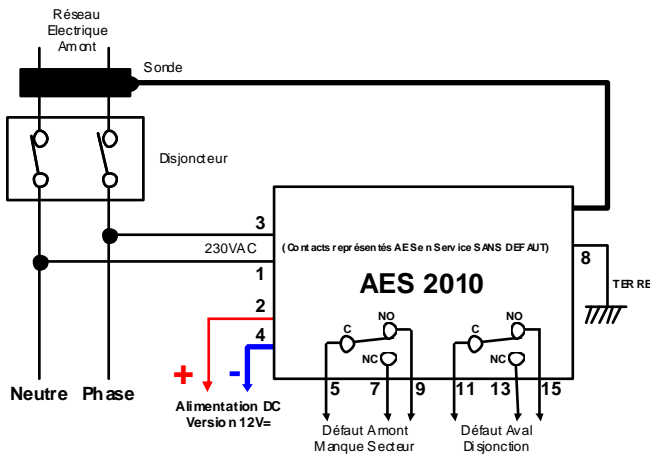 Réseau
Electrique
Amont
Sonde
Disjoncteur
3
230VAC
(Contacts représentés AES en Service SANS DEFAUT)
8
1
AES 2010
2
TERRE
4
NO
NO
C
C
NC
NC
+
-
5
7
9
11
13
15
Neutre
Phase
Alimentation DC
Version 12V=
Défaut Amont
Manque Secteur
Défaut Aval
Disjonction